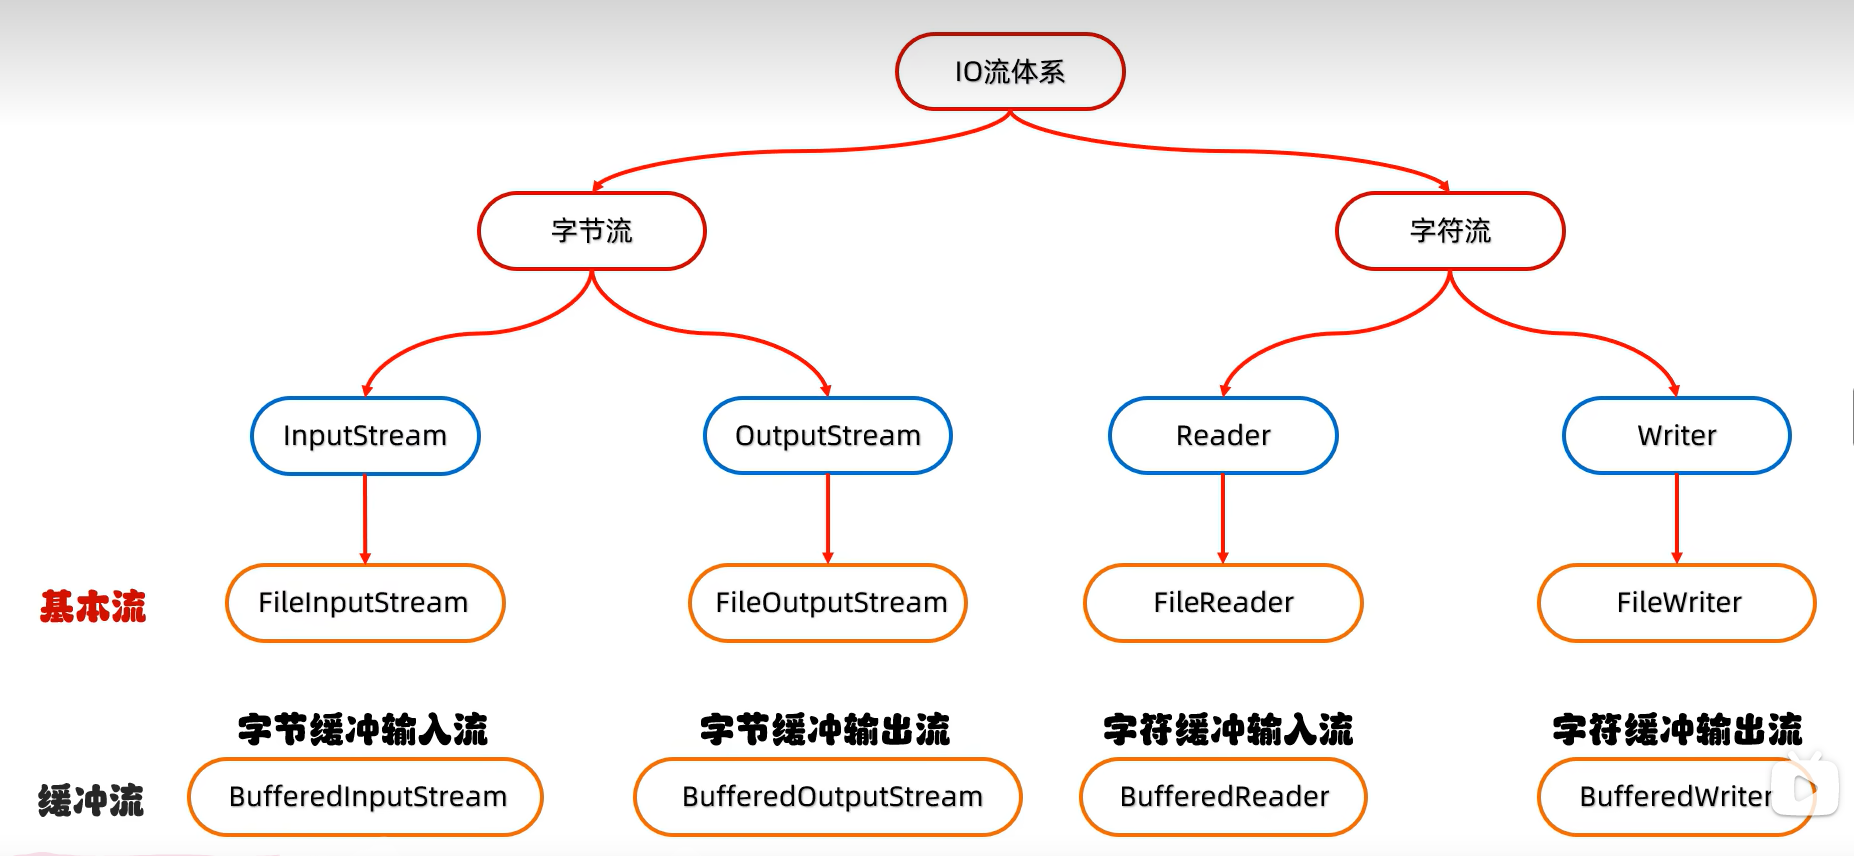 IO流体系
字节流
字符流
InputStream
OutputStream
Reader
Writer
基本流
FileInputStream
FileOutputStream
FileReader
FileWriter
字节缓冲输入流
字节缓冲输出流
字符缓冲输入流
字符缓冲输出流
缓冲流
BufferedInputStream
BufferedOutputStream
BufferedReader
BufferedWriter